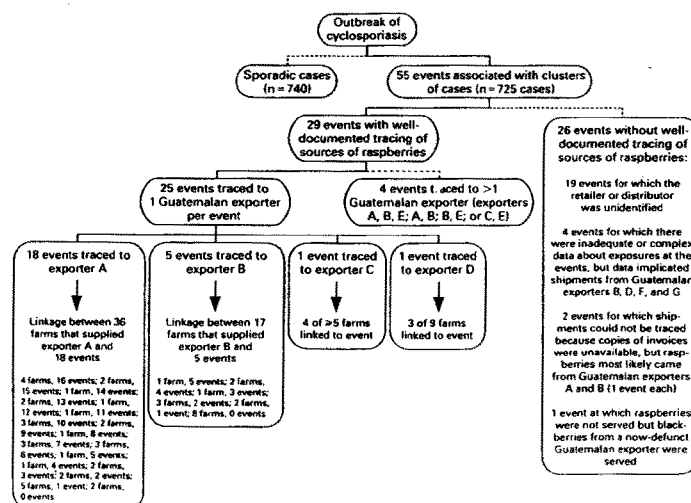 Outbreak of
cyclosporiasis
Sporadic cases
(n = 740)
55 events associated with clusters
of cases (n = 725 cases)
29 events with well-
documented tracing of
sources of raspberries
25 events traced to
1 Guatemalan exporter
per event
4 events traced to >1
Guatemalan exporter (exporters
A, B, E; A, B; B, E; or C, E)
18 events traced to
exporter A
Linkage between 36
farms that supplied
exporter A and
18 events
4 farms, 16 events; 2 farms,
15 events; 1 farm, 14 events;
2 farms, 13 events; 1 farm,
12 events; 1 farm, 11 events;
3 farms, 10 events; 2 farms,
9 events; 1 farm, 8 events;
3 farms, 7 events; 3 farms,
6 events; 1 farm, 5 events;
1 farm, 4 events; 2 farms,
3 events; 2 farms, 2 events;
5 farms, 1 event; 2 farms,
0 events
5 events traced to
exporter B
Linkage between 17
farms that supplied
exporter B and
5 events
1 farm, 5 events; 2 farms,
4 events; 1 farm, 3 events;
3 farms, 2 events; 2 farms,
1 event; 8 farms, 0 events
1 event traced
to exporter C
4 of ≥5 farms
linked to event
1 event traced
to exporter D
3 of 9 farms
linked to event
26 events without well-
documented tracing of
sources of raspberries:
19 events for which the
retailer or distributor
was unidentified
4 events for which there
were inadequate or complex
data about exposures at the
events, but data implicated
shipments from Guatemalan
exporters B, D, F, and G
2 events for which ship-
ments could not be traced
because copies of invoices
were unavailable, but rasp-
berries most likely came
from Guatemalan exporters
A and B (1 event each)
1 event at which raspberries
were not served but black-
berries from a now-defunct
Guatemalan exporter were
served